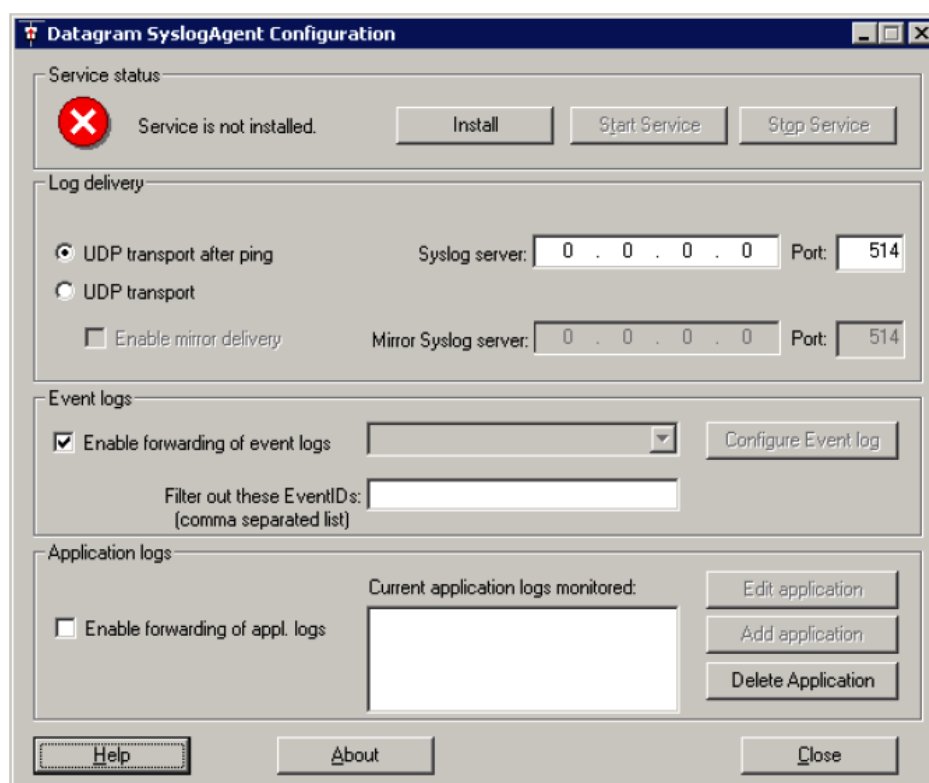 Datagram SyslogAgent Configuration
Service status
Service is not installed.
Install
Start Service
Stop Service
Log delivery
UDP transport after ping
Syslog server: 0 . 0 . 0 . 0 Port: 514
UDP transport
Enable mirror delivery
Mirror Syslog server: 0 . 0 . 0 . 0 Port: 514
Event logs
Enable forwarding of event logs
Configure Event log
Filter out these EventIDs:
(comma separated list)
Application logs
Current application logs monitored:
Edit application
Enable forwarding of appl. logs
Add application
Delete Application
Help
About
Close